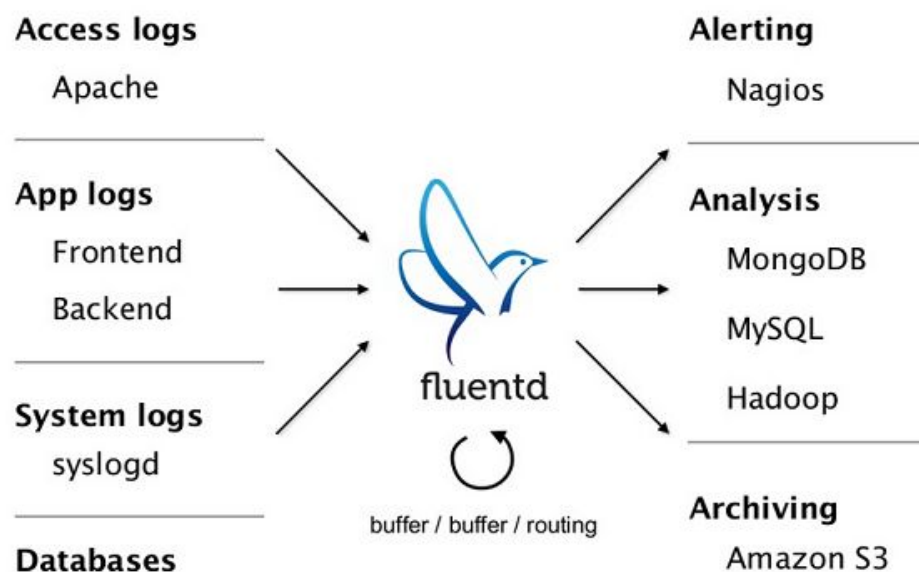 Access logs
Apache
App logs
Frontend
Backend
System logs
syslogd
Databases
fluentd
buffer / buffer / routing
Alerting
Nagios
Analysis
MongoDB
MySQL
Hadoop
Archiving
Amazon S3